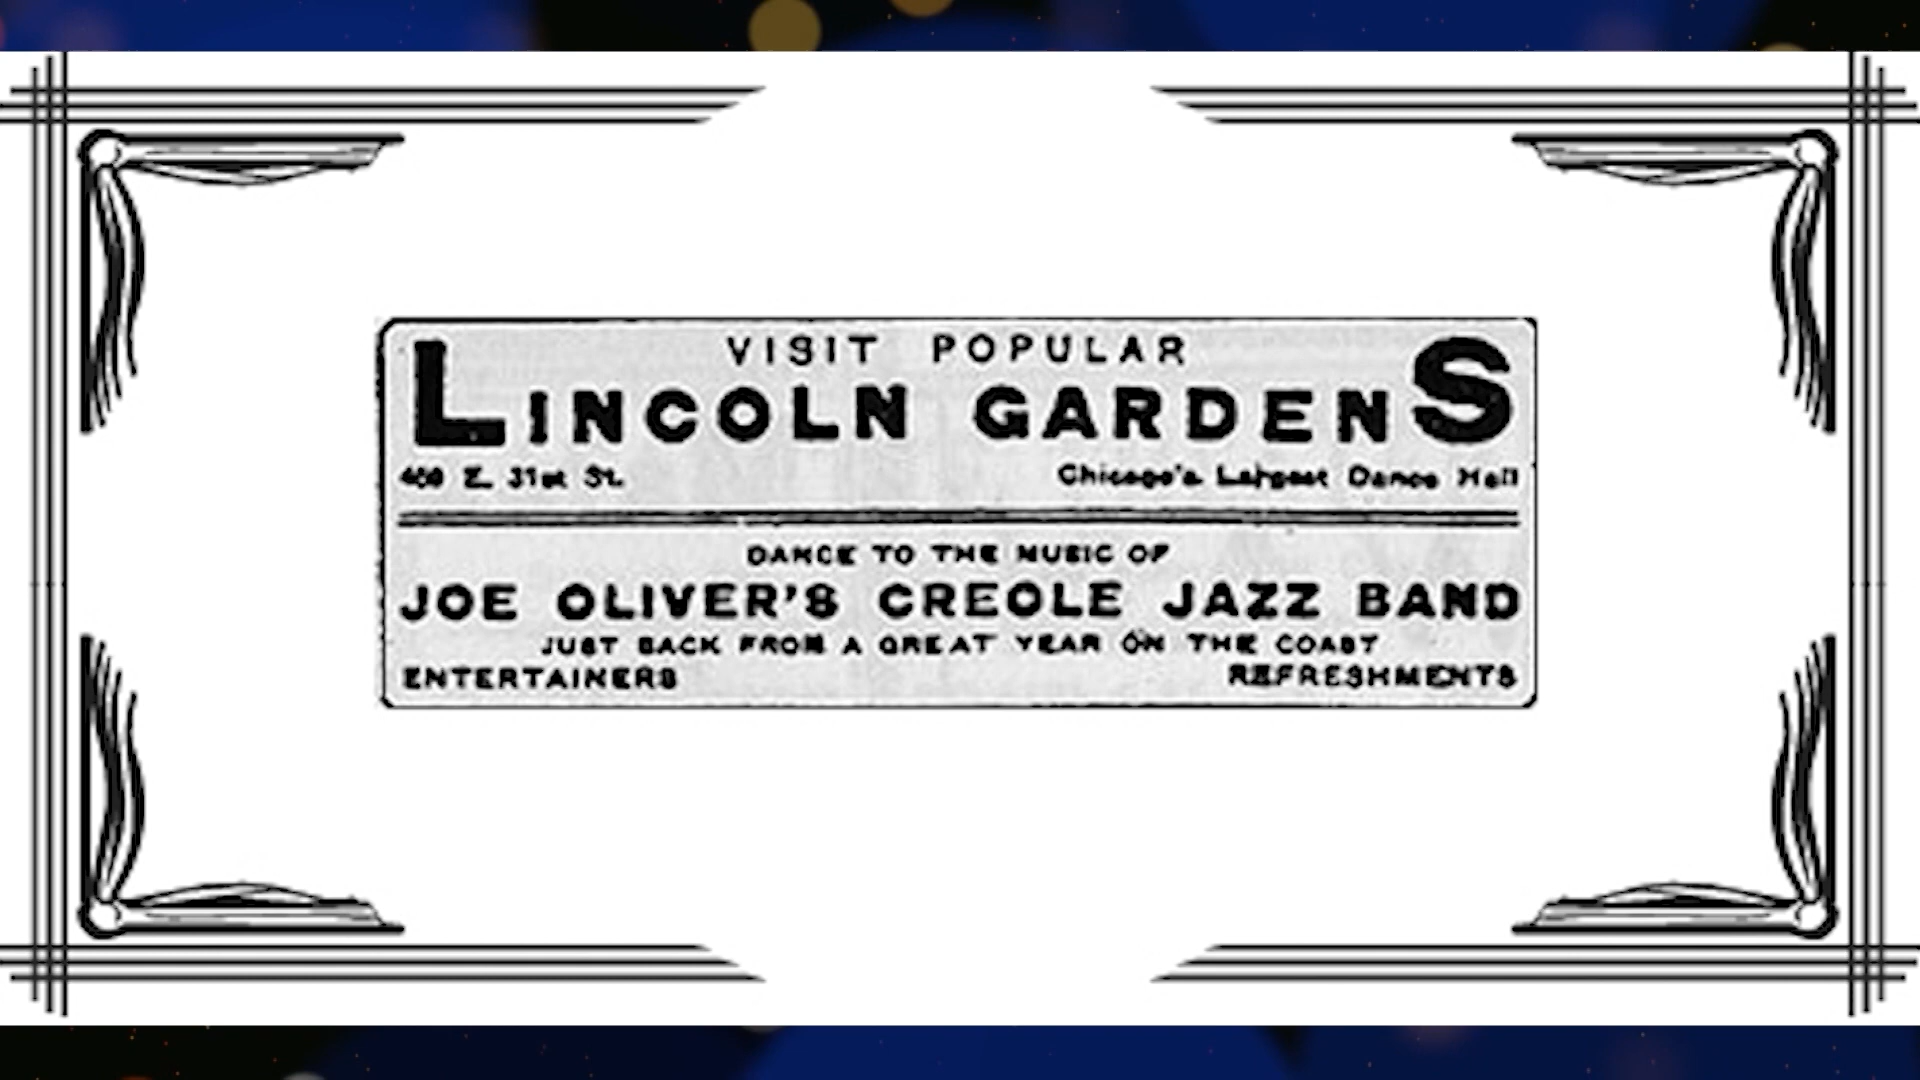 VISIT POPULAR
LINCOLN GARDENS
E. 31st St. Chicago's Largest Dance Hall
DANCE TO THE MUSIC OF
JOE OLIVER'S CREOLE JAZZ BAND
JUST BACK FROM A GREAT YEAR ON THE COAST
ENTERTAINERS REFRESHMENTS